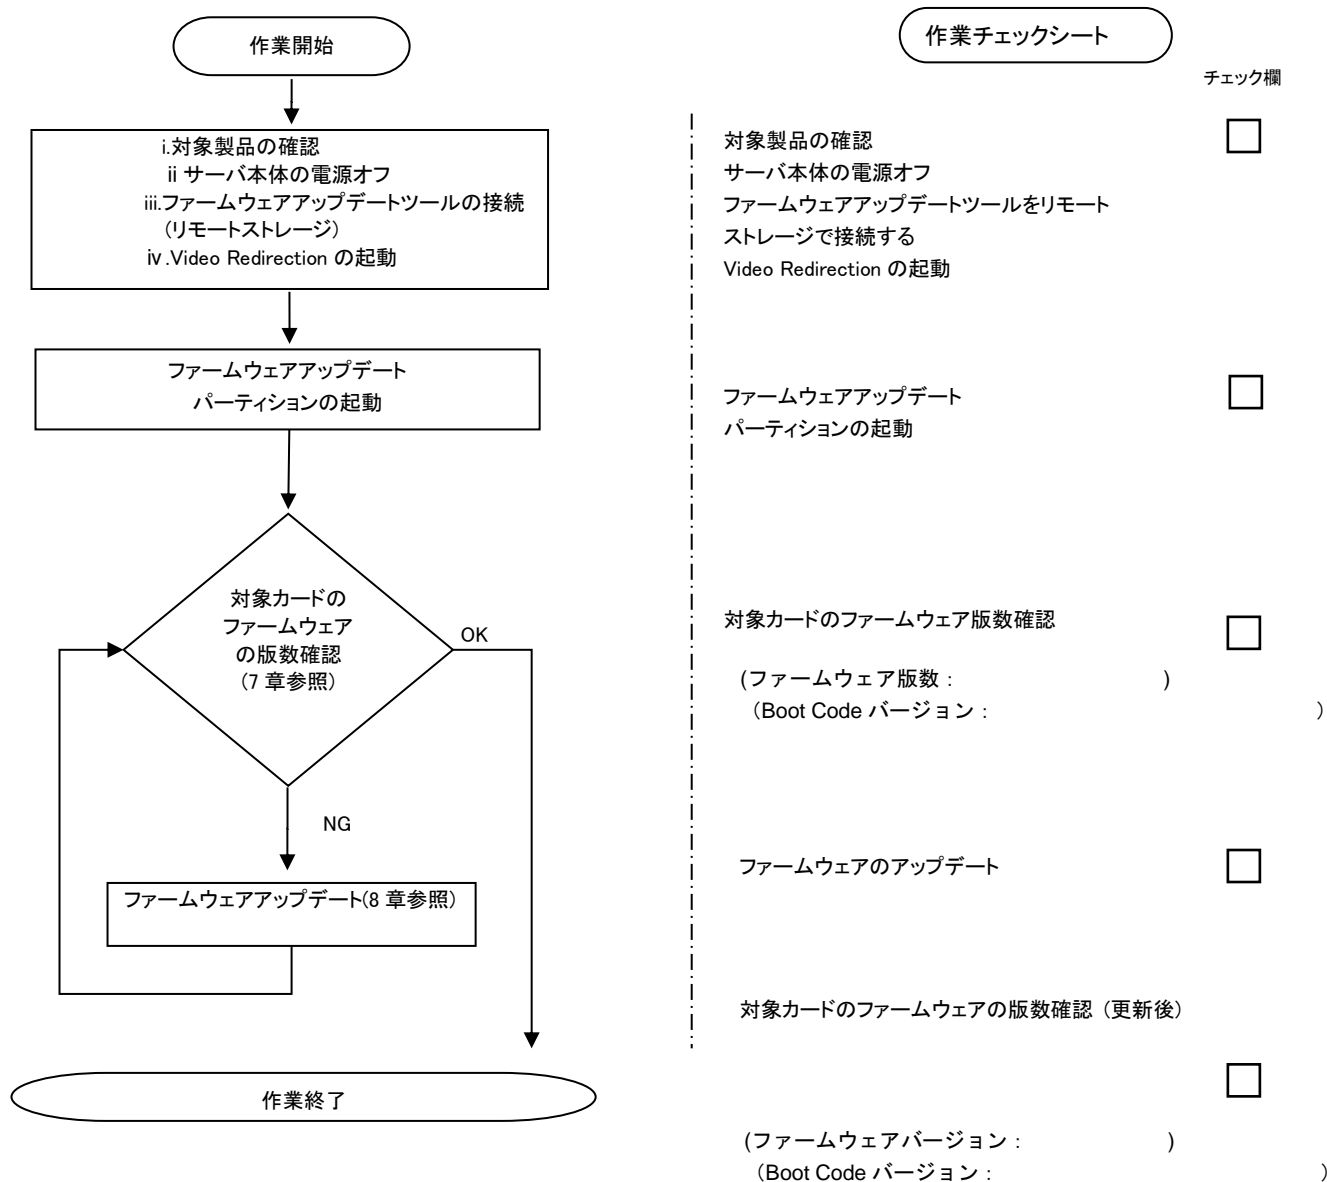 作業開始
i.対象製品の確認
ii サーバ本体の電源オフ
iii.ファームウェアアップデートツールの接続
(リモートストレージ)
iv.Video Redirection の起動
ファームウェアアップデート
パーティションの起動
対象カードの
ファームウェア
の版数確認
(7 章参照)
OK
NG
ファームウェアアップデート(8 章参照)
作業終了
作業チェックシート
チェック欄
対象製品の確認
サーバ本体の電源オフ
ファームウェアアップデートツールをリモート
ストレージで接続する
Video Redirection の起動
ファームウェアアップデート
パーティションの起動
対象カードのファームウェア版数確認
(ファームウェア版数： )
（Boot Code バージョン： ）
ファームウェアのアップデート
対象カードのファームウェアの版数確認（更新後）
(ファームウェアバージョン： )
（Boot Code バージョン： ）